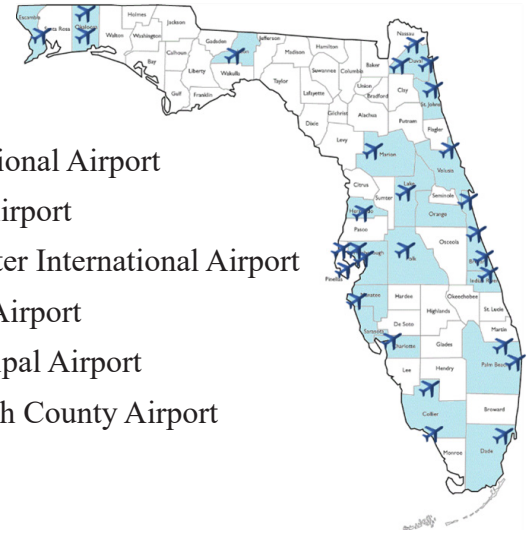 ional Airport
irport
ter International Airport
Airport
pal Airport
h County Airport
Escambia
Santa Rosa
Okaloosa
Walton
Holmes
Washington
Jackson
Bay
Calhoun
Gulf
Liberty
Gadsden
Franklin
Wakulla
Jefferson
Madison
Taylor
Hamilton
Suwannee
Lafayette
Dixie
Columbia
Gilchrist
Levy
Baker
Union
Bradford
Alachua
Nassau
Clay
St. Johns
Putnam
Flagler
Marion
Volusia
Citrus
Sumter
Lake
Seminole
Orange
Pasco
Polk
Osceola
Pinellas
Indian River
Manatee
Hardee
Highlands
Okeechobee
St. Lucie
Sarasota
De Soto
Martin
Charlotte
Glades
Palm Beach
Lee
Hendry
Collier
Broward
Monroe
Dade